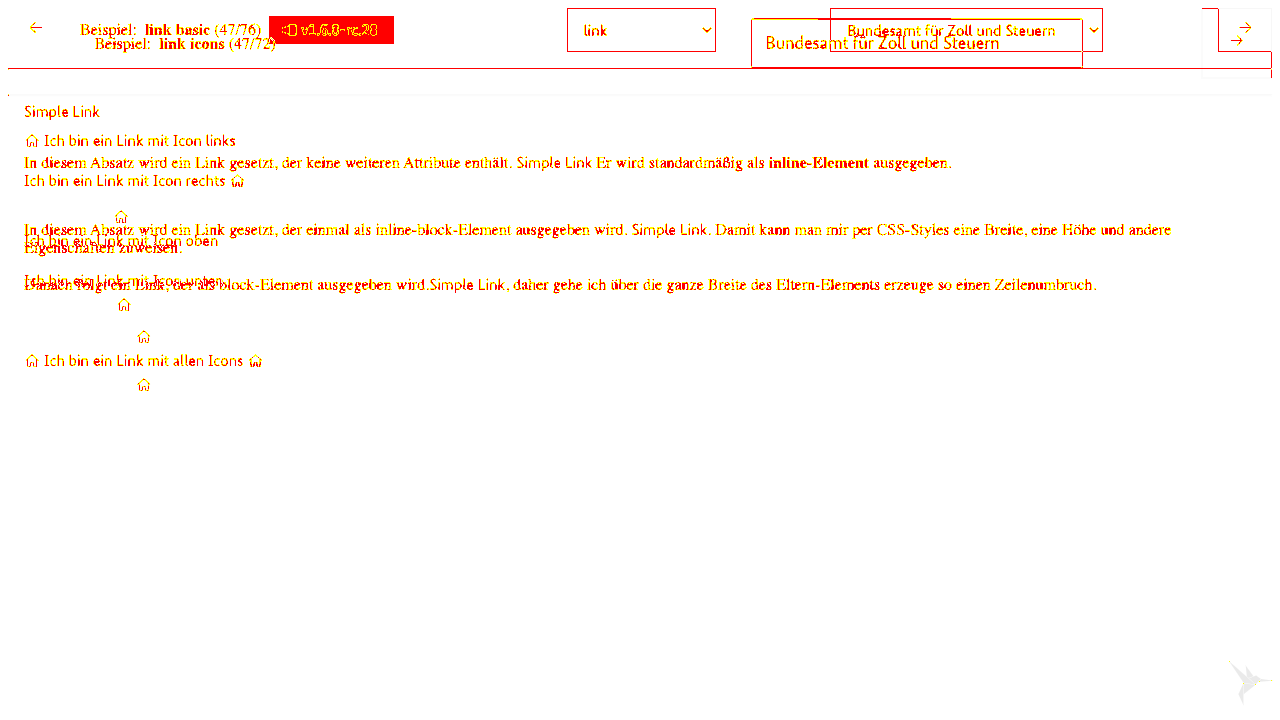 Beispiel: link basic (47/76)
v1.6.0-rc.28
link
Bundesamt für Zoll und Steuern
Beispiel: link icons (47/72)
Bundesamt für Zoll und Steuern
Simple Link
Ich bin ein Link mit Icon links
In diesem Absatz wird ein Link gesetzt, der keine weiteren Attribute enthält. Simple Link Er wird standardmäßig als inline-Element ausgegeben.
Ich bin ein Link mit Icon rechts
In diesem Absatz wird ein Link gesetzt, der einmal als inline-block-Element ausgegeben wird. Simple Link. Damit kann man mir per CSS-Styles eine Breite, eine Höhe und andere
Ich bin ein Link mit Icon oben
Eigenschaften zuweisen.
Ich bin ein Link mit Icon unten
Danach folgt ein Link, der als block-Element ausgegeben wird.Simple Link, daher gehe ich über die ganze Breite des Eltern-Elements erzeuge so einen Zeilenumbruch.
Ich bin ein Link mit allen Icons